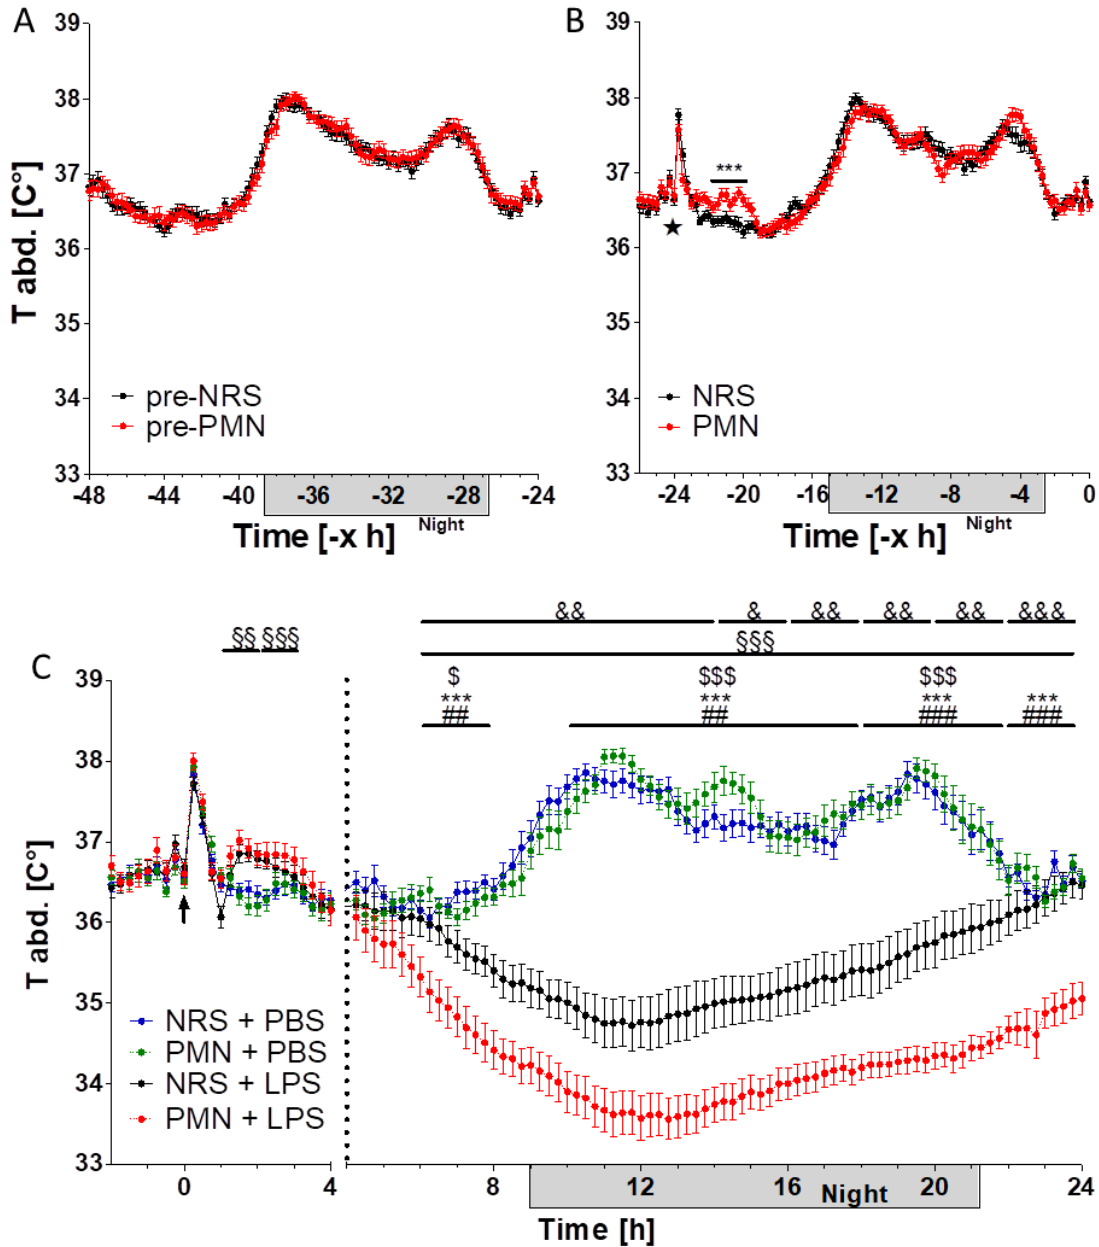 A
39
38
37
36
35
34
33
T abd. [C°]
pre-NRS
pre-PMN
-48 -44 -40 -36 -32 -28 -24
Night
Time [-x h]
B
39
38
37
36
35
34
33
***
★
NRS
PMN
-24 -20 -16 -12 -8 -4 0
Night
Time [-x h]
C
&& & && && && &&&
§§ §§§ §§§
$ $$$ $$$
*** *** *** ***
## ## ### ###
39
38
37
36
35
34
33
T abd. [C°]
NRS + PBS
PMN + PBS
NRS + LPS
PMN + LPS
0 4 8 12 16 20 24
Night
Time [h]